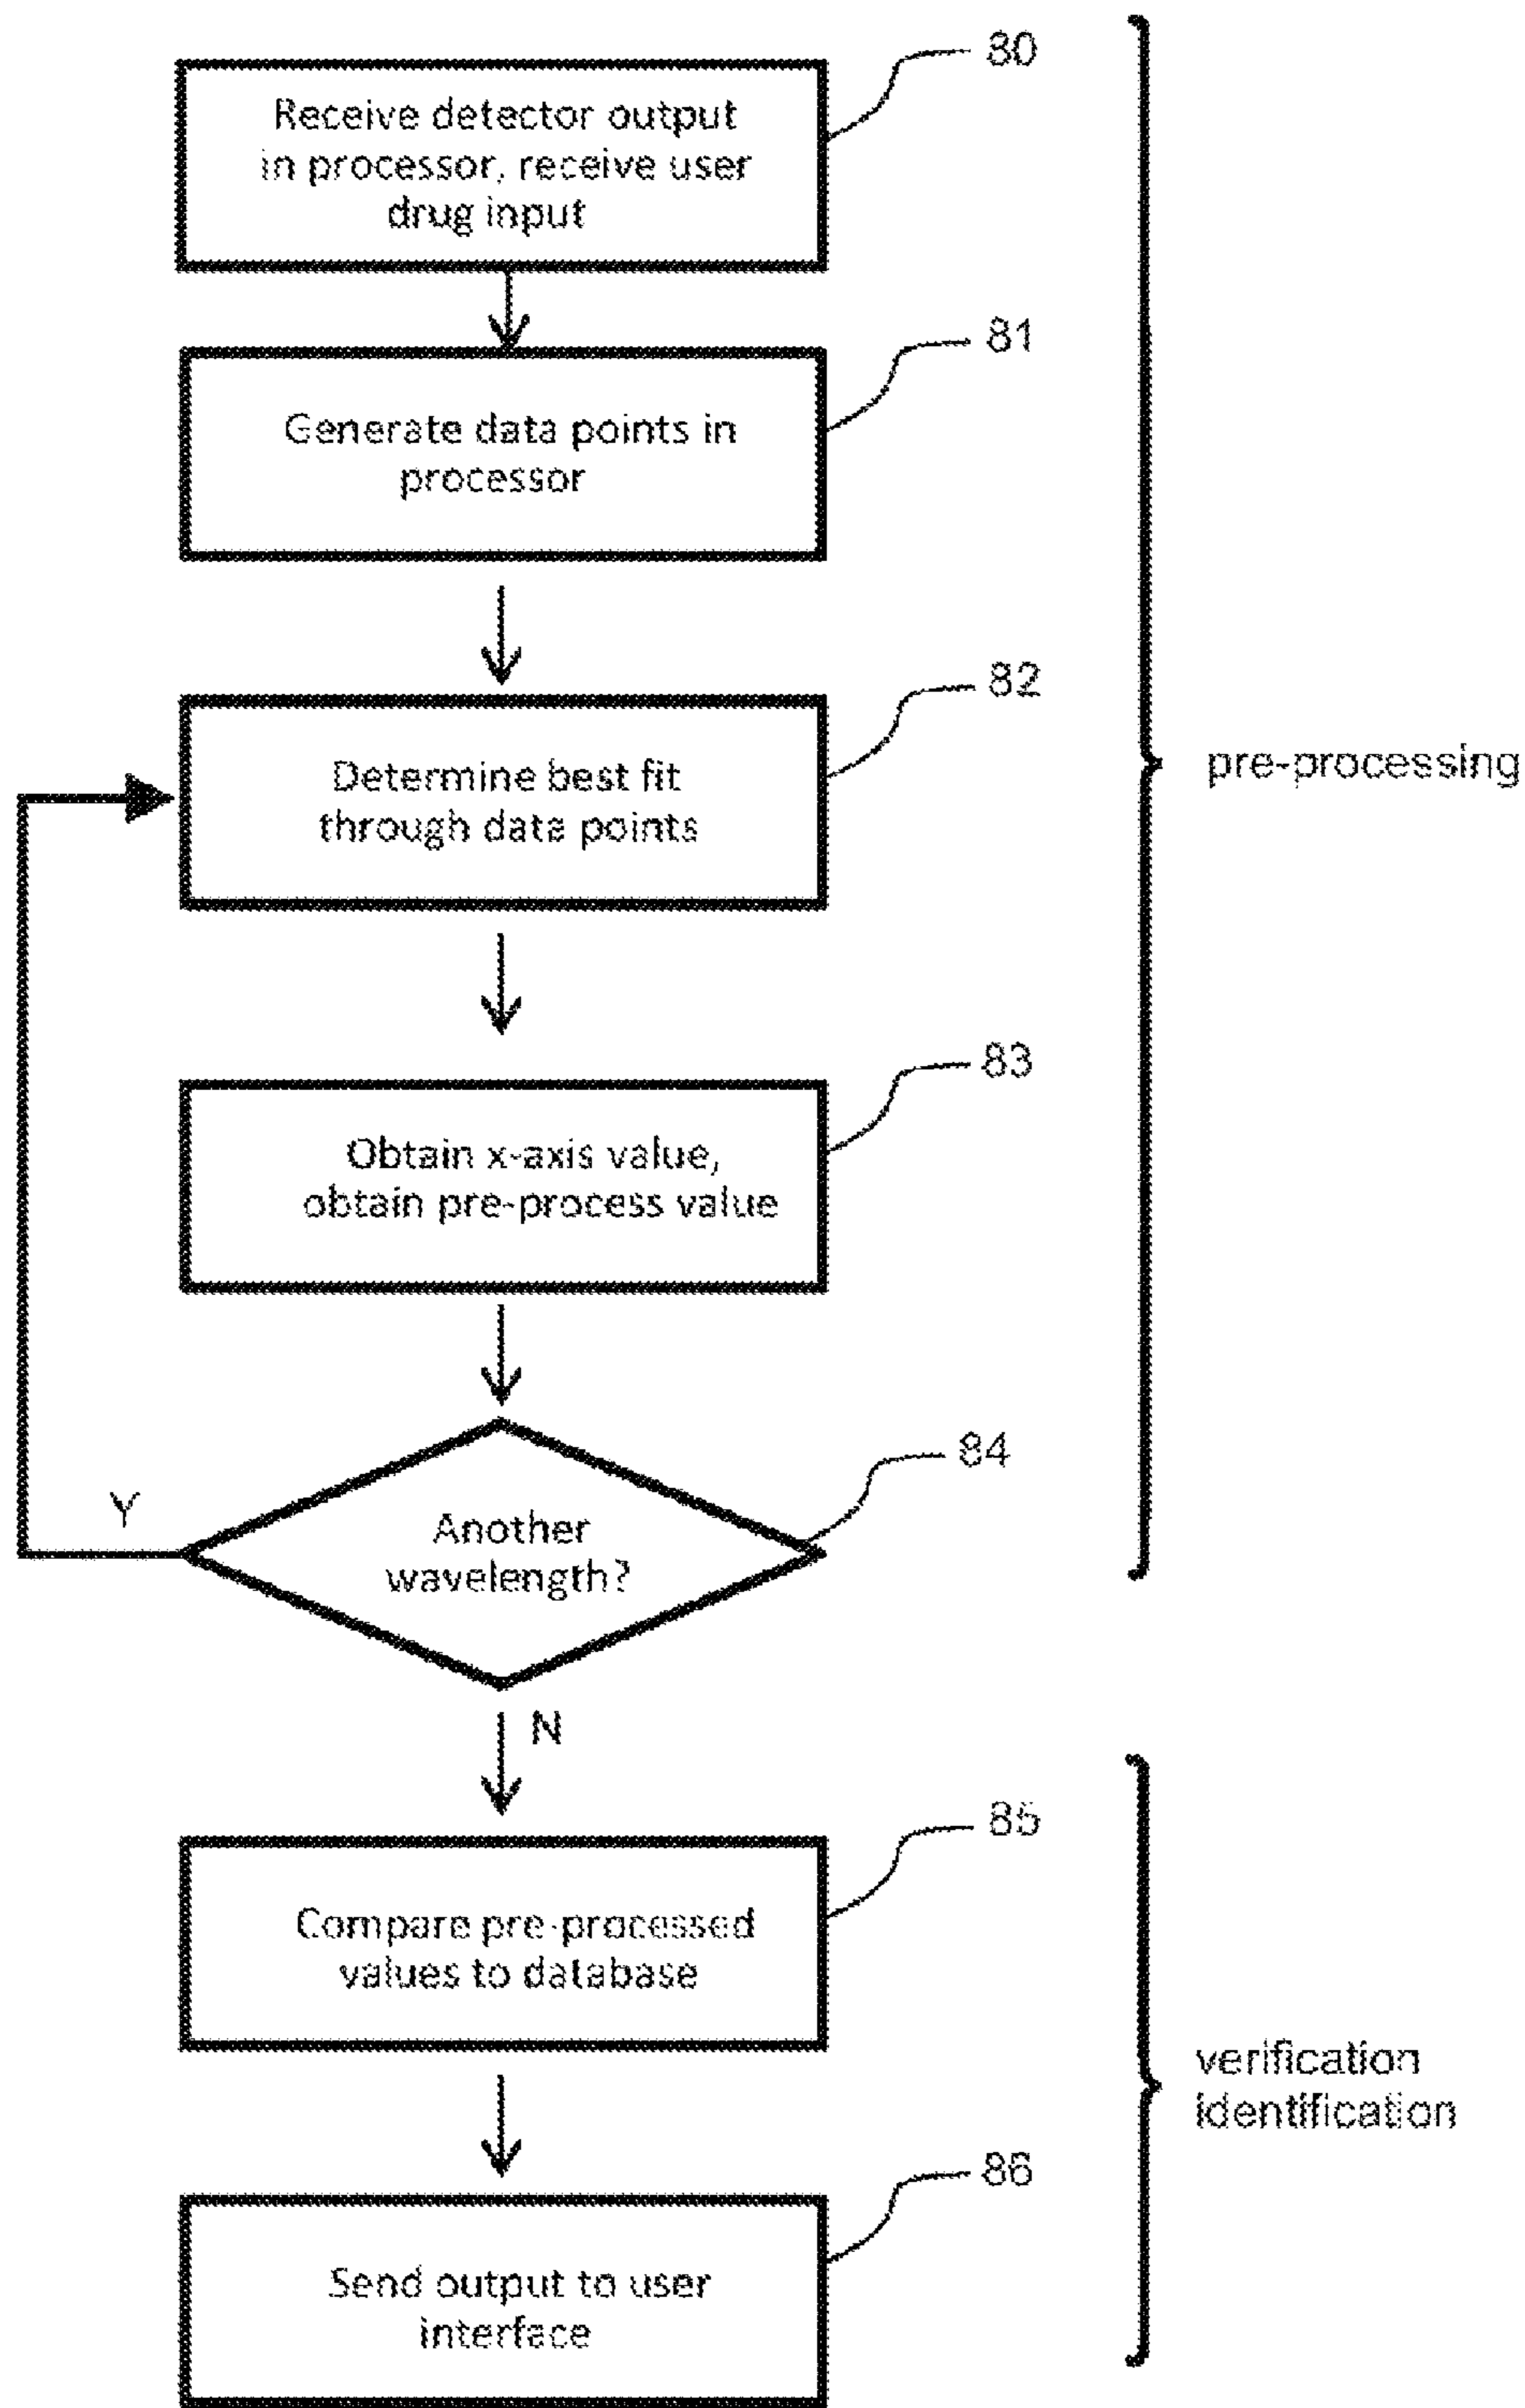 80
Receive detector output
in processor, receive user
drug input
81
Generate data points in
processor
82
Determine best fit
through data points
pre-processing
83
Obtain x-axis value,
obtain pre-process value
84
Another
wavelength?
Y
N
85
Compare pre-processed
values to database
verification
identification
86
Send output to user
interface